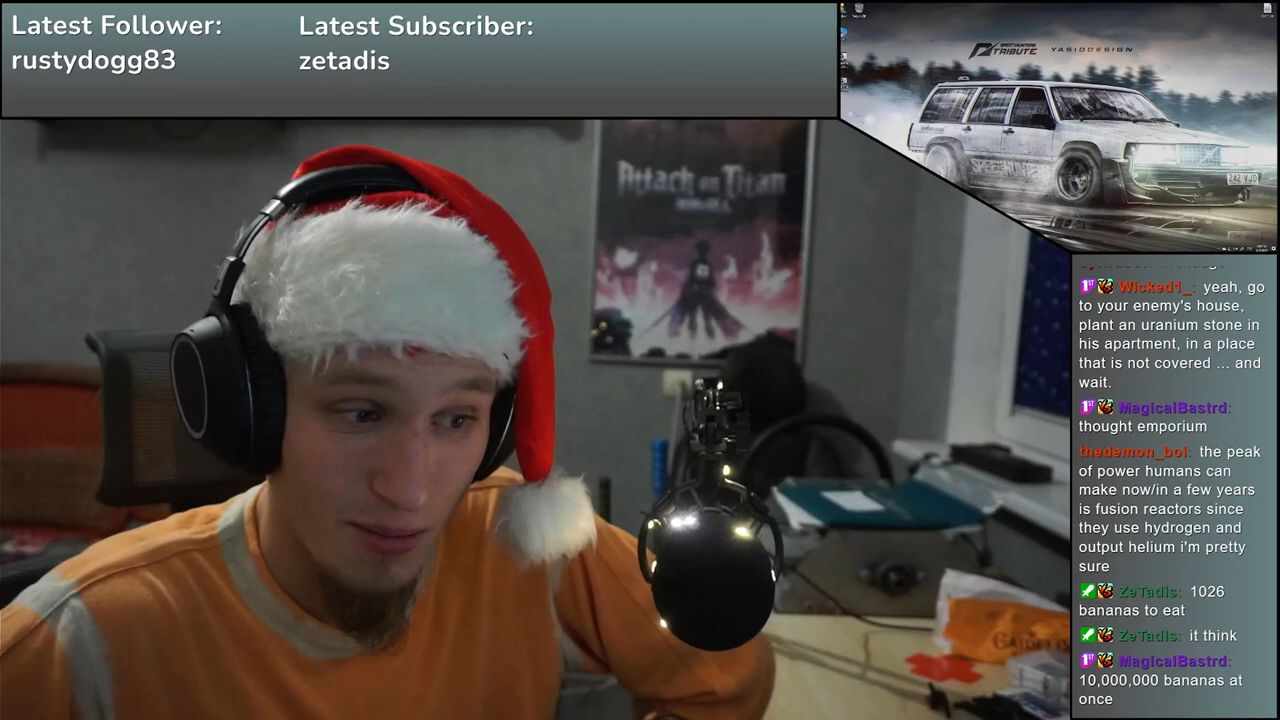 Latest Follower:
rustydogg83
Latest Subscriber:
zetadis
TRIBUTE
YASIDDESIGN
Attack on Titan
Wicked1_: yeah, go
to your enemy's house,
plant an uranium stone in
his apartment, in a place
that is not covered ... and
wait.
MagicalBastrd:
thought emporium
thedemon_boi: the peak
of power humans can
make now/in a few years
is fusion reactors since
they use hydrogen and
output helium i'm pretty
sure
ZeTadis: 1026
bananas to eat
ZeTadis: it think
MagicalBastrd:
10,000,000 bananas at
once